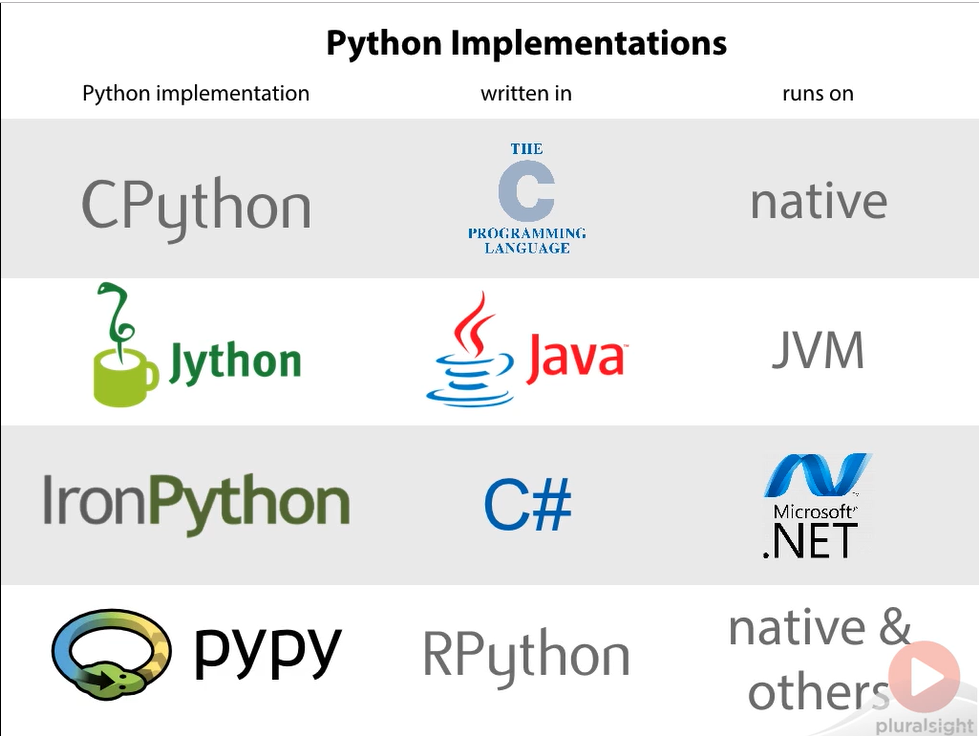 Python Implementations
Python implementation written in runs on
CPython
THE
C
PROGRAMMING
LANGUAGE
native
Jython
Java™
JVM
IronPython
C#
Microsoft®
.NET
pypy
RPython
native &
others
pluralsight